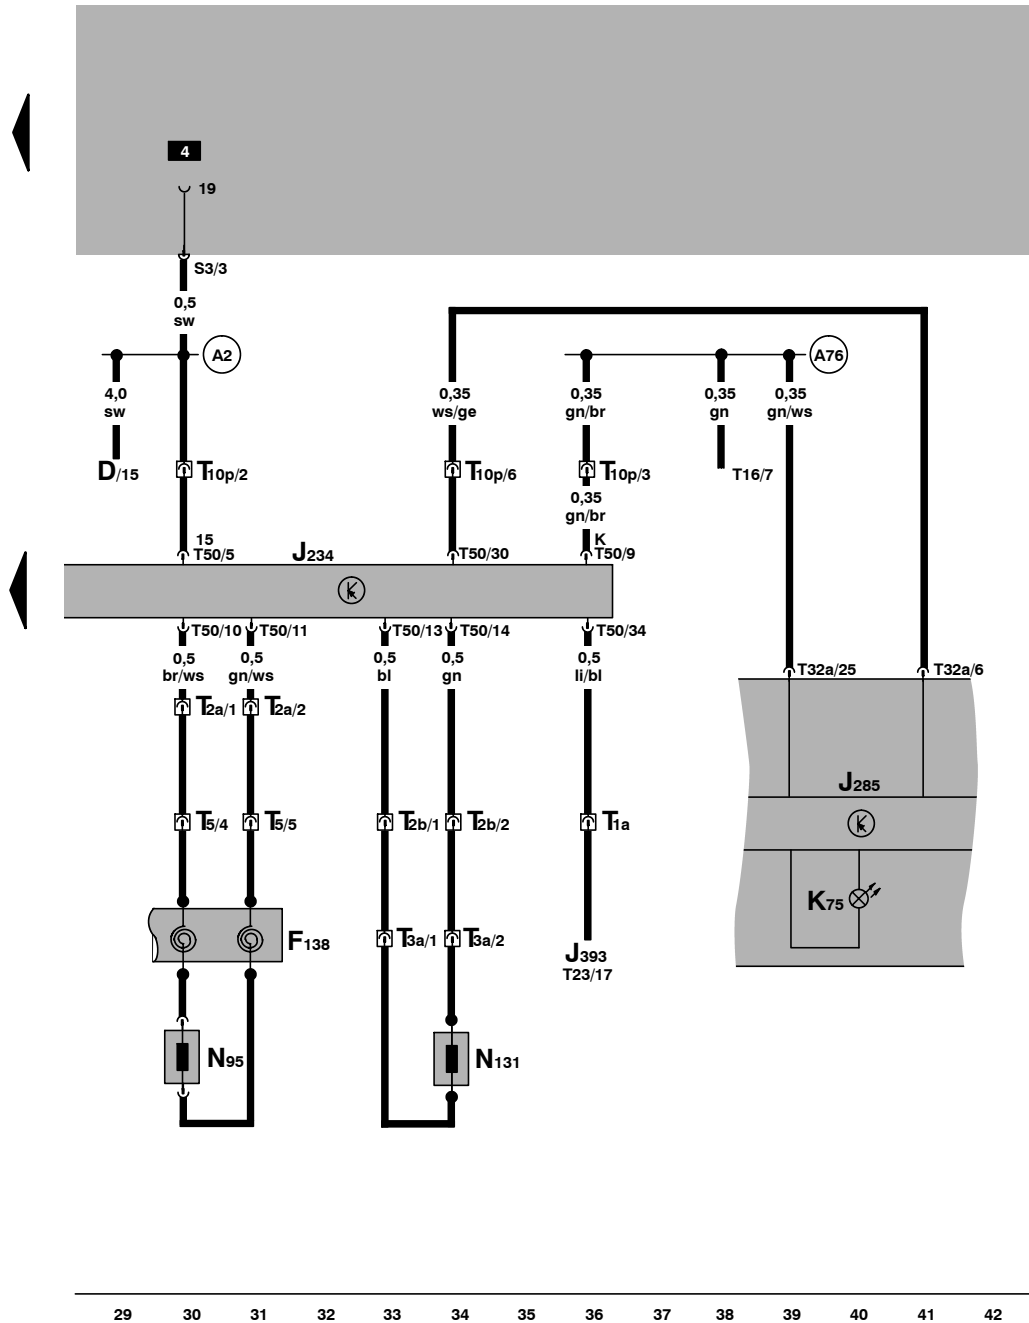 4
19
S3/3
0,5
sw
A2
A76
4,0
sw
0,35
ws/ge
0,35
gn/br
0,35
gn
0,35
gn/ws
D/15
T10p/2
T10p/6
T10p/3
T16/7
0,35
gn/br
15
T50/5
J234
T50/30
K
T50/9
T50/10
T50/11
T50/13
T50/14
T50/34
0,5
br/ws
0,5
gn/ws
0,5
bl
0,5
gn
0,5
li/bl
T32a/25
T32a/6
T2a/1
T2a/2
J285
T5/4
T5/5
T2b/1
T2b/2
T1a
K75
F138
T3a/1
T3a/2
J393
T23/17
N95
N131
29 30 31 32 33 34 35 36 37 38 39 40 41 42